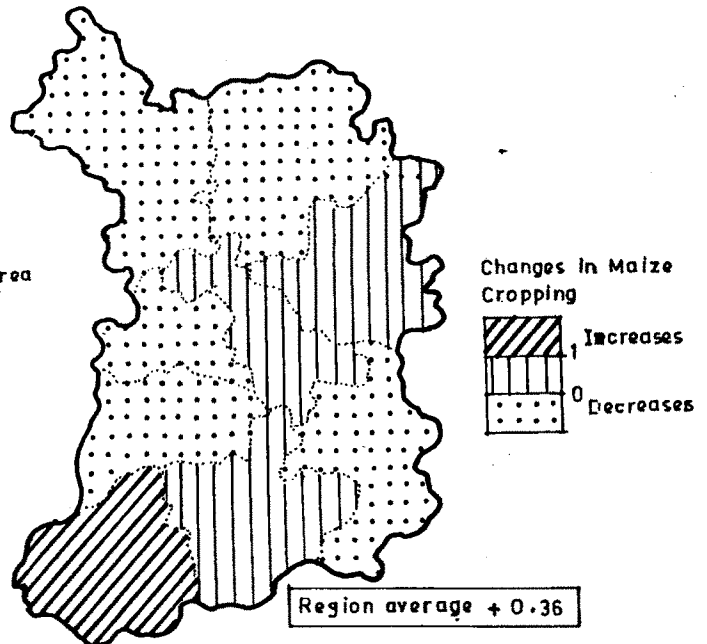 rea
Changes in Maize
Cropping
Increases
1
0
Decreases
Region average + 0.36